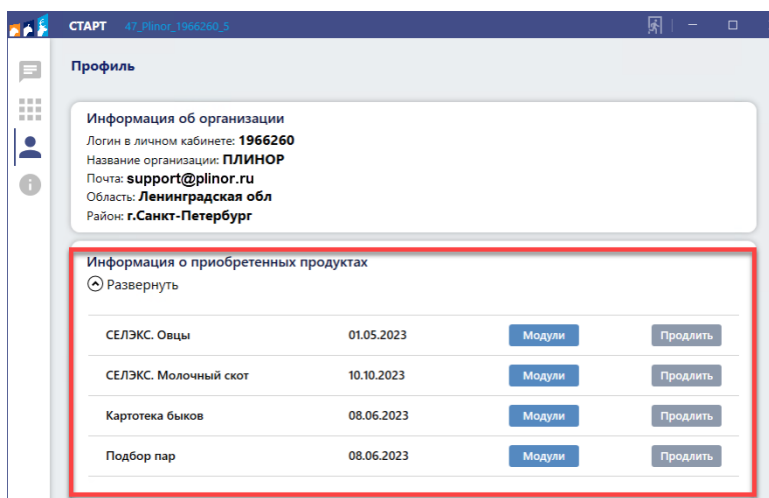 СТАРТ 47_Plinor_1966260_5
Профиль
Информация об организации
Логин в личном кабинете: 1966260
Название организации: ПЛИНОР
Почта: support@plinor.ru
Область: Ленинградская обл
Район: г.Санкт-Петербург
Информация о приобретенных продуктах
Развернуть
СЕЛЭКС. Овцы 01.05.2023 Модули Продлить
СЕЛЭКС. Молочный скот 10.10.2023 Модули Продлить
Картотека быков 08.06.2023 Модули Продлить
Подбор пар 08.06.2023 Модули Продлить